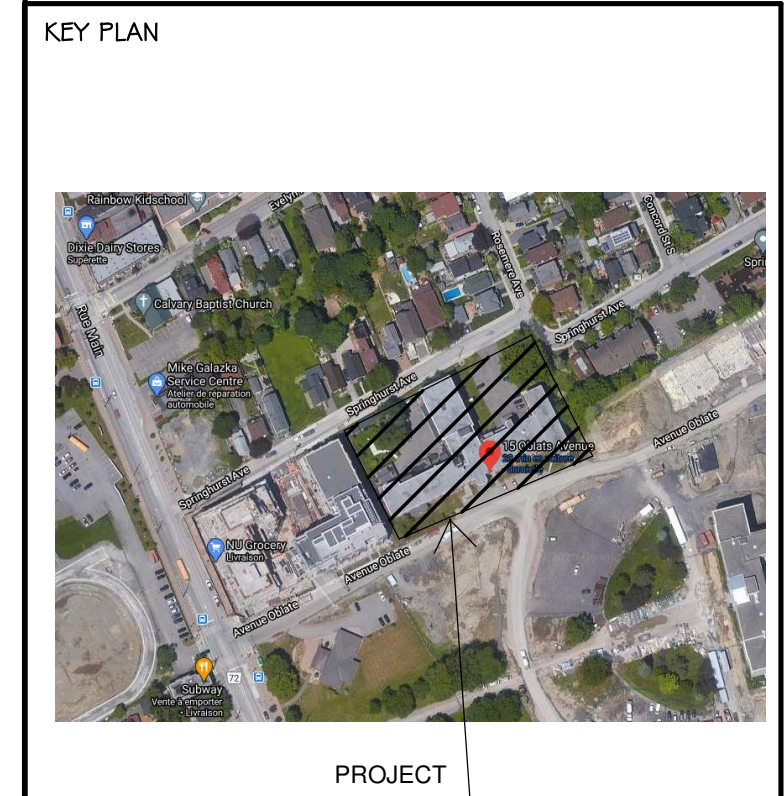 KEY PLAN
Rainbow Kidschool
Evelyn
Dixie Dairy Stores
Supérette
Calvary Baptist Church
Rue Main
Rosemere Ave
Concord St S
Spri
Springhurst Ave
Mike Galazka
Service Centre
Atelier de réparation
automobile
Springhurst Ave
Springhurst Ave
15 Oblats Avenue
Avenue Oblate
NU Grocery
Livraison
Avenue Oblate
Avenue Oblate
72
Subway
Vente à emporter
• Livraison
PROJECT